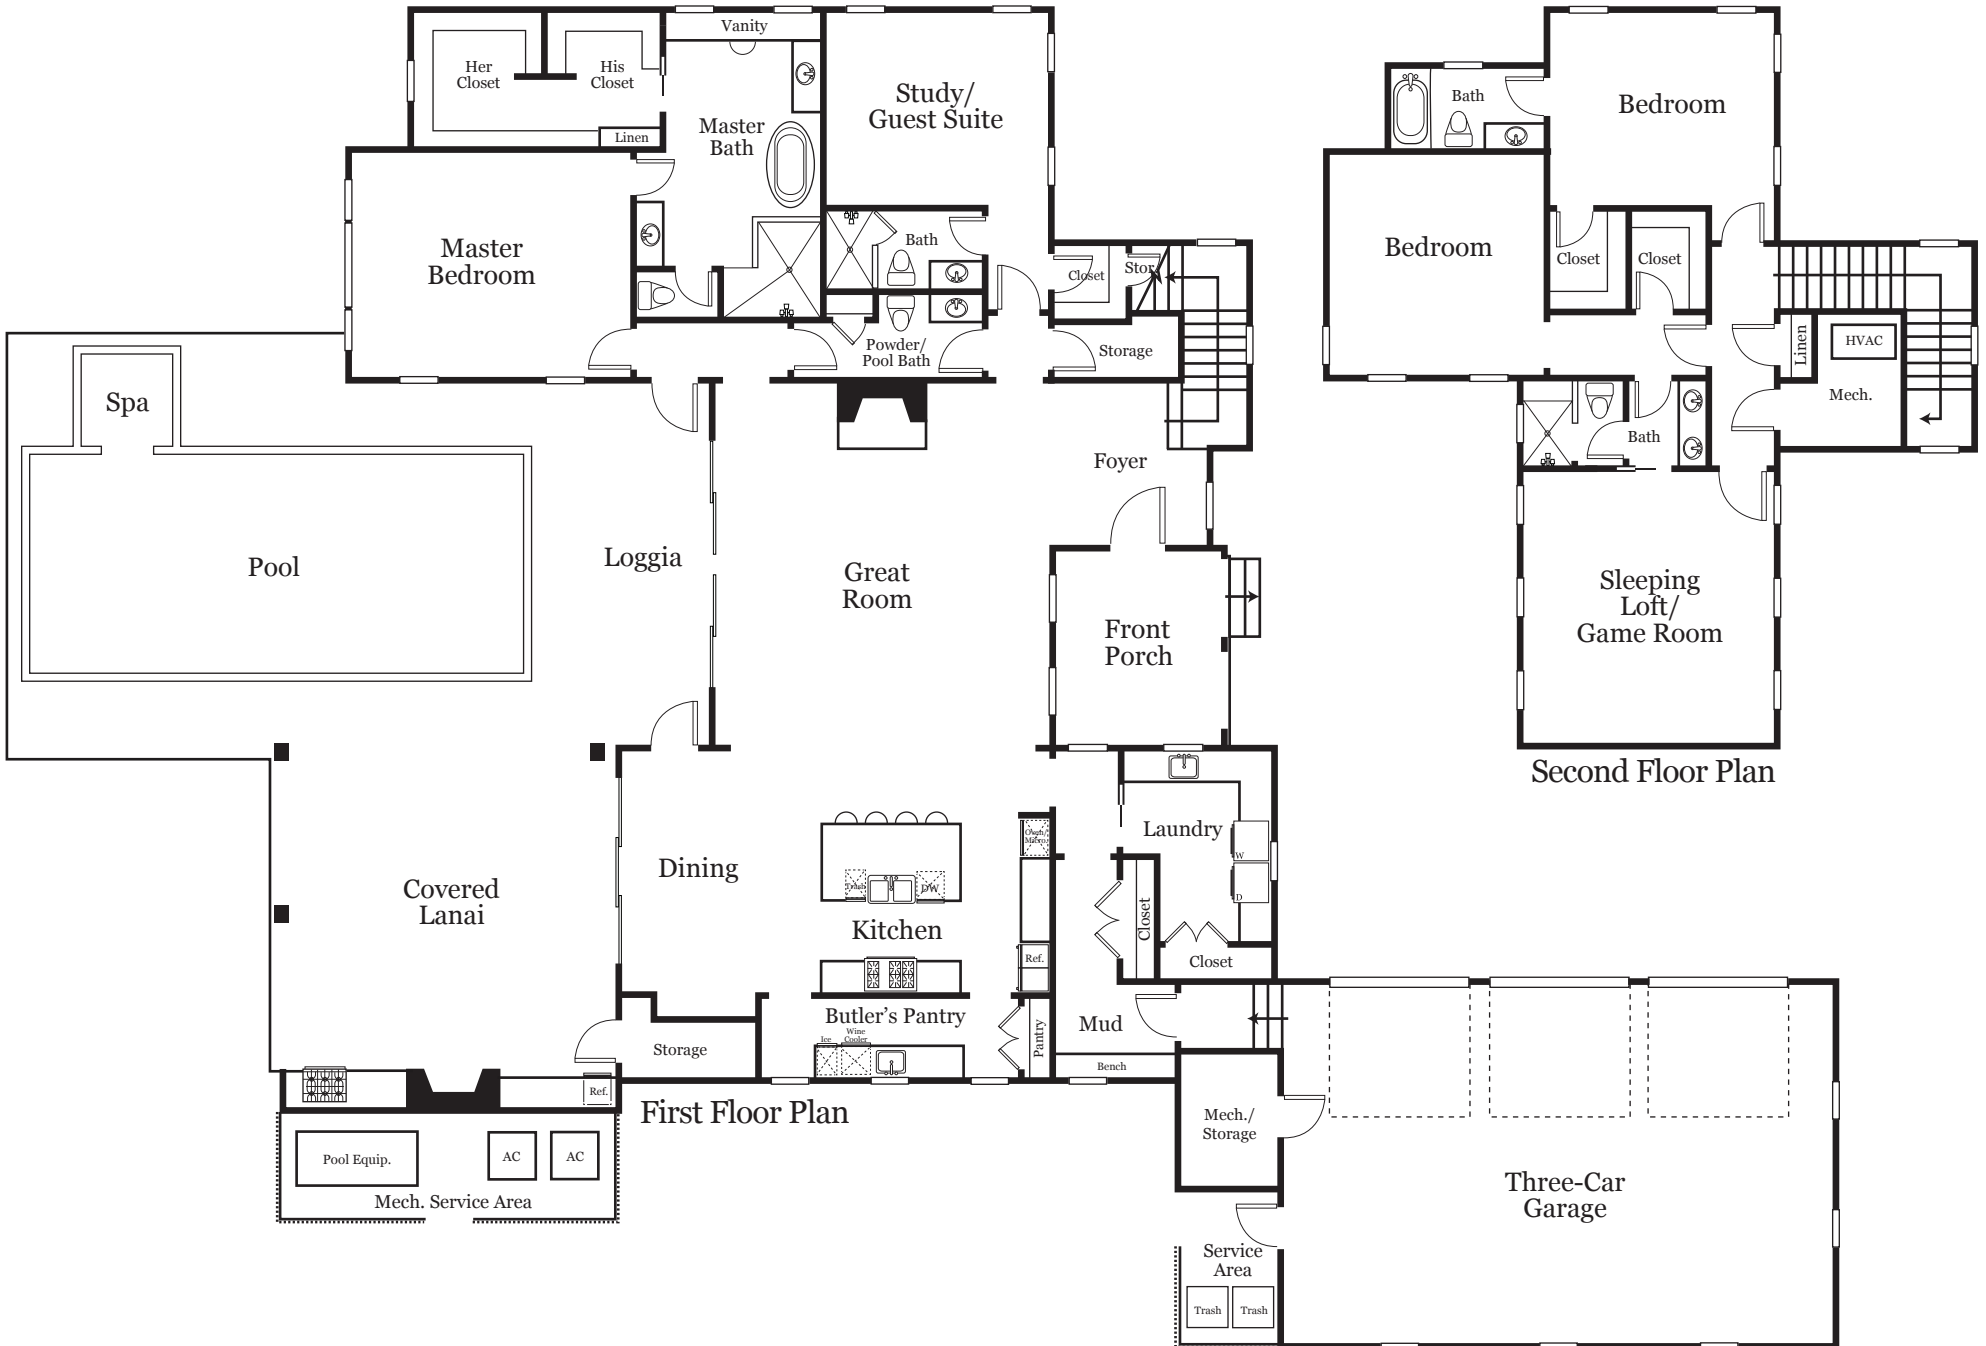 Her
Closet
His
Closet
Linen
Vanity
Master
Bath
Study/
Guest Suite
Master
Bedroom
Bath
Closet
Stor.
Powder/
Pool Bath
Storage
Spa
Pool
Loggia
Great
Room
Foyer
Front
Porch
Covered
Lanai
Dining
Trash
DW
Kitchen
Oven/
Micro.
Ref.
Laundry
W
D
Closet
Closet
Butler's Pantry
Ice
Wine
Cooler
Pantry
Mud
Bench
Storage
Ref.
First Floor Plan
Pool Equip.
AC
AC
Mech. Service Area
Mech./
Storage
Service
Area
Trash
Trash
Three-Car
Garage
Bath
Bedroom
Bedroom
Closet
Closet
Linen
HVAC
Mech.
Bath
Sleeping
Loft/
Game Room
Second Floor Plan